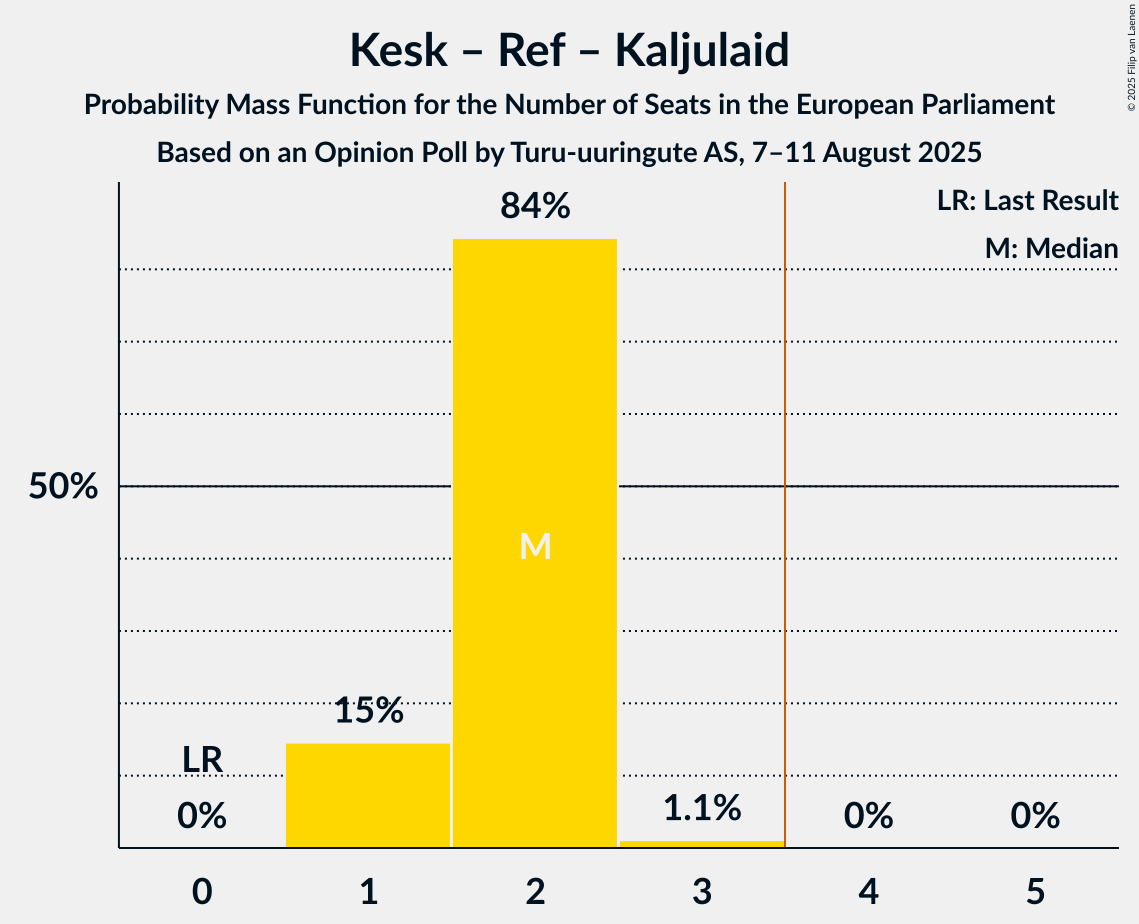 Kesk – Ref – Kaljulaid
Probability Mass Function for the Number of Seats in the European Parliament
Based on an Opinion Poll by Turu-uuringute AS, 7–11 August 2025
© 2025 Filip van Laenen
LR: Last Result
M: Median
84%
50%
M
15%
LR
0%
1.1%
0%
0%
0 1 2 3 4 5